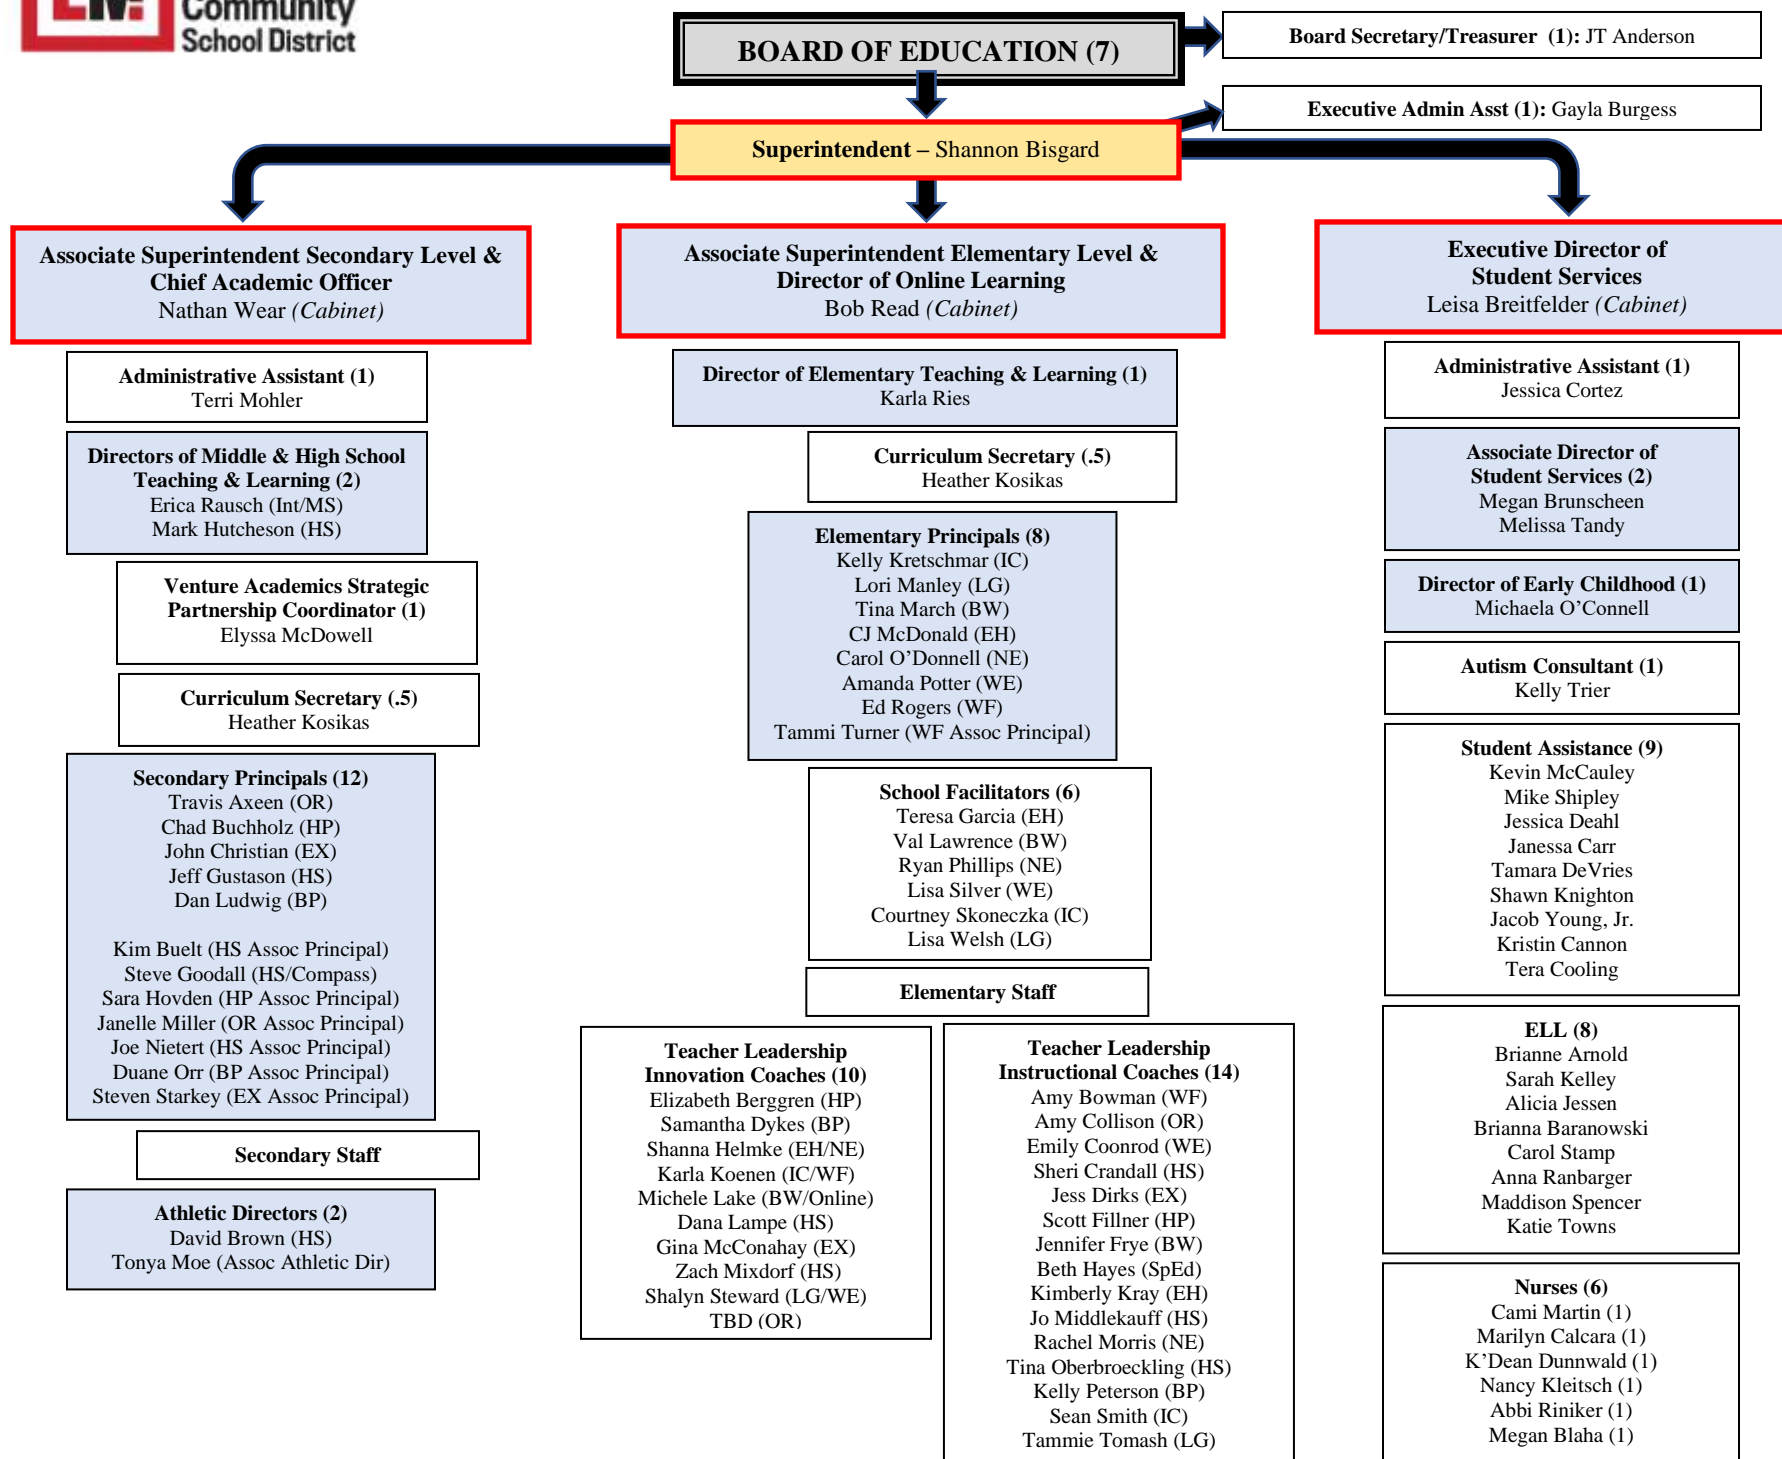 Community
School District
BOARD OF EDUCATION (7)
Board Secretary/Treasurer (1): JT Anderson
Executive Admin Asst (1): Gayla Burgess
Superintendent – Shannon Bisgard
Associate Superintendent Secondary Level &
Chief Academic Officer
Nathan Wear (Cabinet)
Administrative Assistant (1)
Terri Mohler
Directors of Middle & High School
Teaching & Learning (2)
Erica Rausch (Int/MS)
Mark Hutcheson (HS)
Venture Academics Strategic
Partnership Coordinator (1)
Elyssa McDowell
Curriculum Secretary (.5)
Heather Kosikas
Secondary Principals (12)
Travis Axeen (OR)
Chad Buchholz (HP)
John Christian (EX)
Jeff Gustason (HS)
Dan Ludwig (BP)
Kim Buelt (HS Assoc Principal)
Steve Goodall (HS/Compass)
Sara Hovden (HP Assoc Principal)
Janelle Miller (OR Assoc Principal)
Joe Nietert (HS Assoc Principal)
Duane Orr (BP Assoc Principal)
Steven Starkey (EX Assoc Principal)
Secondary Staff
Athletic Directors (2)
David Brown (HS)
Tonya Moe (Assoc Athletic Dir)
Associate Superintendent Elementary Level &
Director of Online Learning
Bob Read (Cabinet)
Director of Elementary Teaching & Learning (1)
Karla Ries
Curriculum Secretary (.5)
Heather Kosikas
Elementary Principals (8)
Kelly Kretschmar (IC)
Lori Manley (LG)
Tina March (BW)
CJ McDonald (EH)
Carol O’Donnell (NE)
Amanda Potter (WE)
Ed Rogers (WF)
Tammi Turner (WF Assoc Principal)
School Facilitators (6)
Teresa Garcia (EH)
Val Lawrence (BW)
Ryan Phillips (NE)
Lisa Silver (WE)
Courtney Skoneczka (IC)
Lisa Welsh (LG)
Elementary Staff
Teacher Leadership
Innovation Coaches (10)
Elizabeth Berggren (HP)
Samantha Dykes (BP)
Shanna Helmke (EH/NE)
Karla Koenen (IC/WF)
Michele Lake (BW/Online)
Dana Lampe (HS)
Gina McConahay (EX)
Zach Mixdorf (HS)
Shalyn Steward (LG/WE)
TBD (OR)
Teacher Leadership
Instructional Coaches (14)
Amy Bowman (WF)
Amy Collison (OR)
Emily Coonrod (WE)
Sheri Crandall (HS)
Jess Dirks (EX)
Scott Fillner (HP)
Jennifer Frye (BW)
Beth Hayes (SpEd)
Kimberly Kray (EH)
Jo Middlekauff (HS)
Rachel Morris (NE)
Tina Oberbroeckling (HS)
Kelly Peterson (BP)
Sean Smith (IC)
Tammie Tomash (LG)
Executive Director of
Student Services
Leisa Breitfelder (Cabinet)
Administrative Assistant (1)
Jessica Cortez
Associate Director of
Student Services (2)
Megan Brunscheen
Melissa Tandy
Director of Early Childhood (1)
Michaela O’Connell
Autism Consultant (1)
Kelly Trier
Student Assistance (9)
Kevin McCauley
Mike Shipley
Jessica Deahl
Janessa Carr
Tamara DeVries
Shawn Knighton
Jacob Young, Jr.
Kristin Cannon
Tera Cooling
ELL (8)
Brianne Arnold
Sarah Kelley
Alicia Jessen
Brianna Baranowski
Carol Stamp
Anna Ranbarger
Maddison Spencer
Katie Towns
Nurses (6)
Cami Martin (1)
Marilyn Calcara (1)
K’Dean Dunnwald (1)
Nancy Kleitsch (1)
Abbi Riniker (1)
Megan Blaha (1)